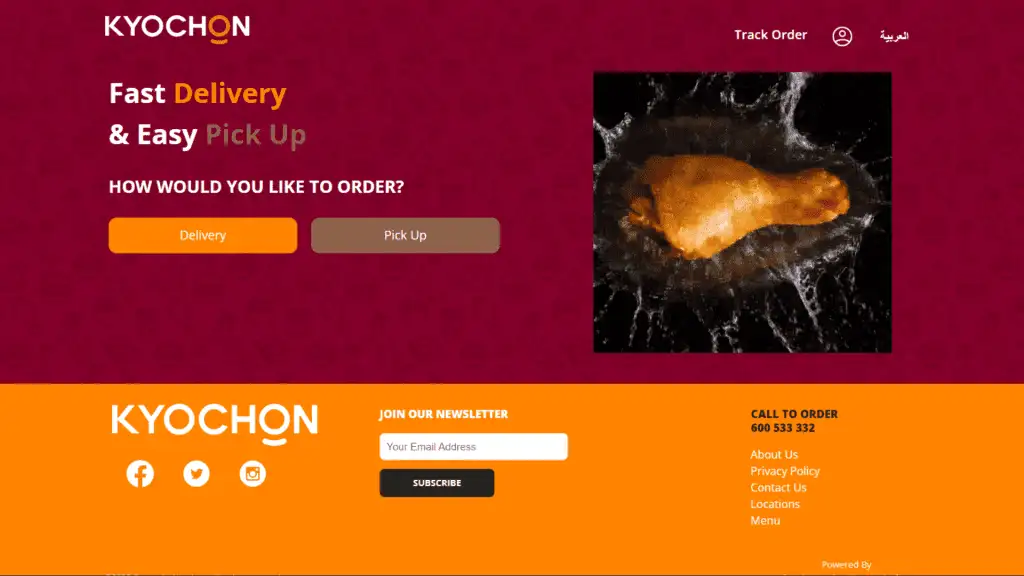 KYOCHON
Track Order
العربية
Fast Delivery
& Easy Pick Up
HOW WOULD YOU LIKE TO ORDER?
Delivery
Pick Up
KYOCHON
JOIN OUR NEWSLETTER
Your Email Address
SUBSCRIBE
CALL TO ORDER
600 533 332
About Us
Privacy Policy
Contact Us
Locations
Menu
Powered By